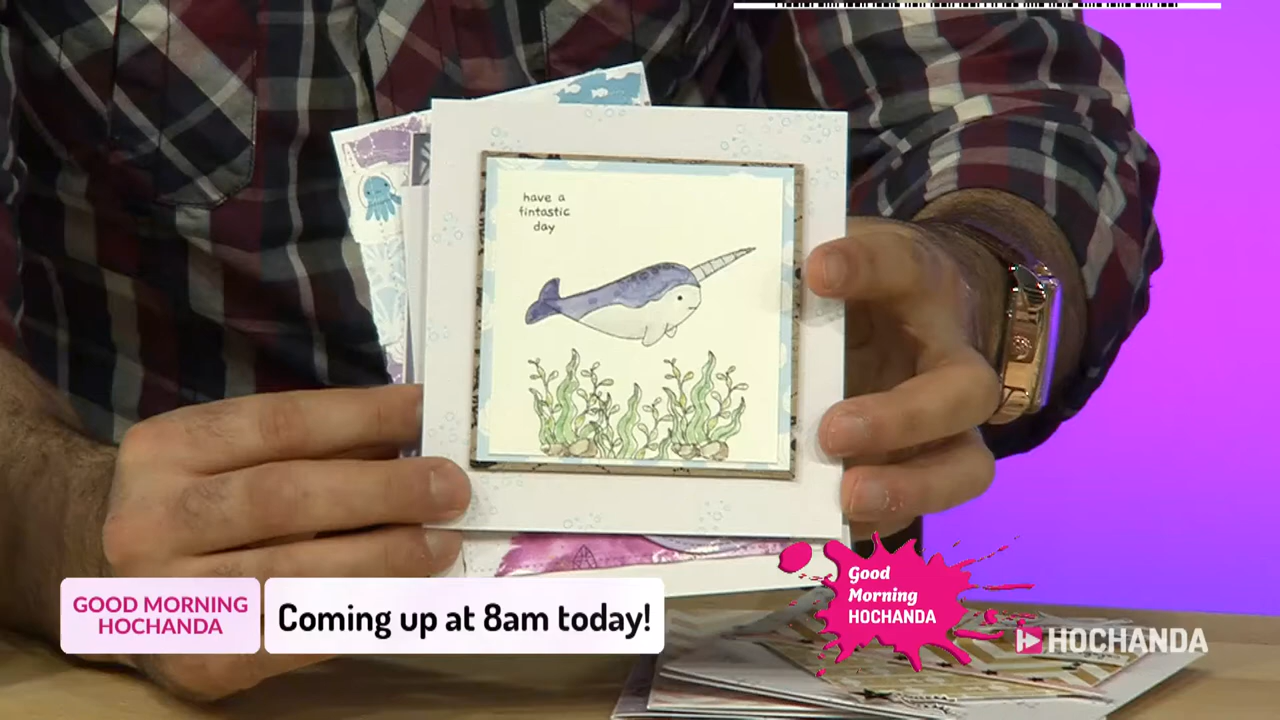 have a
fintastic
day
GOOD MORNING
HOCHANDA
Coming up at 8am today!
Good
Morning
HOCHANDA
HOCHANDA